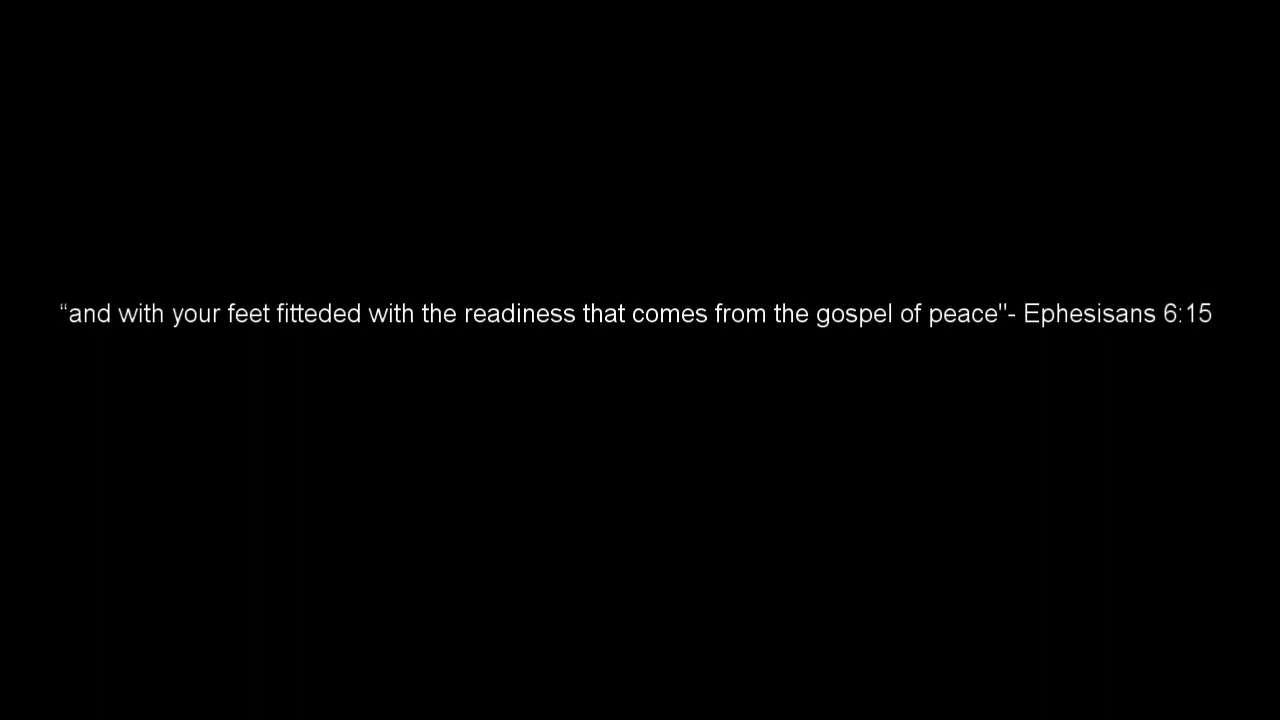 “and with your feet fitteded with the readiness that comes from the gospel of peace"- Ephesisans 6:15